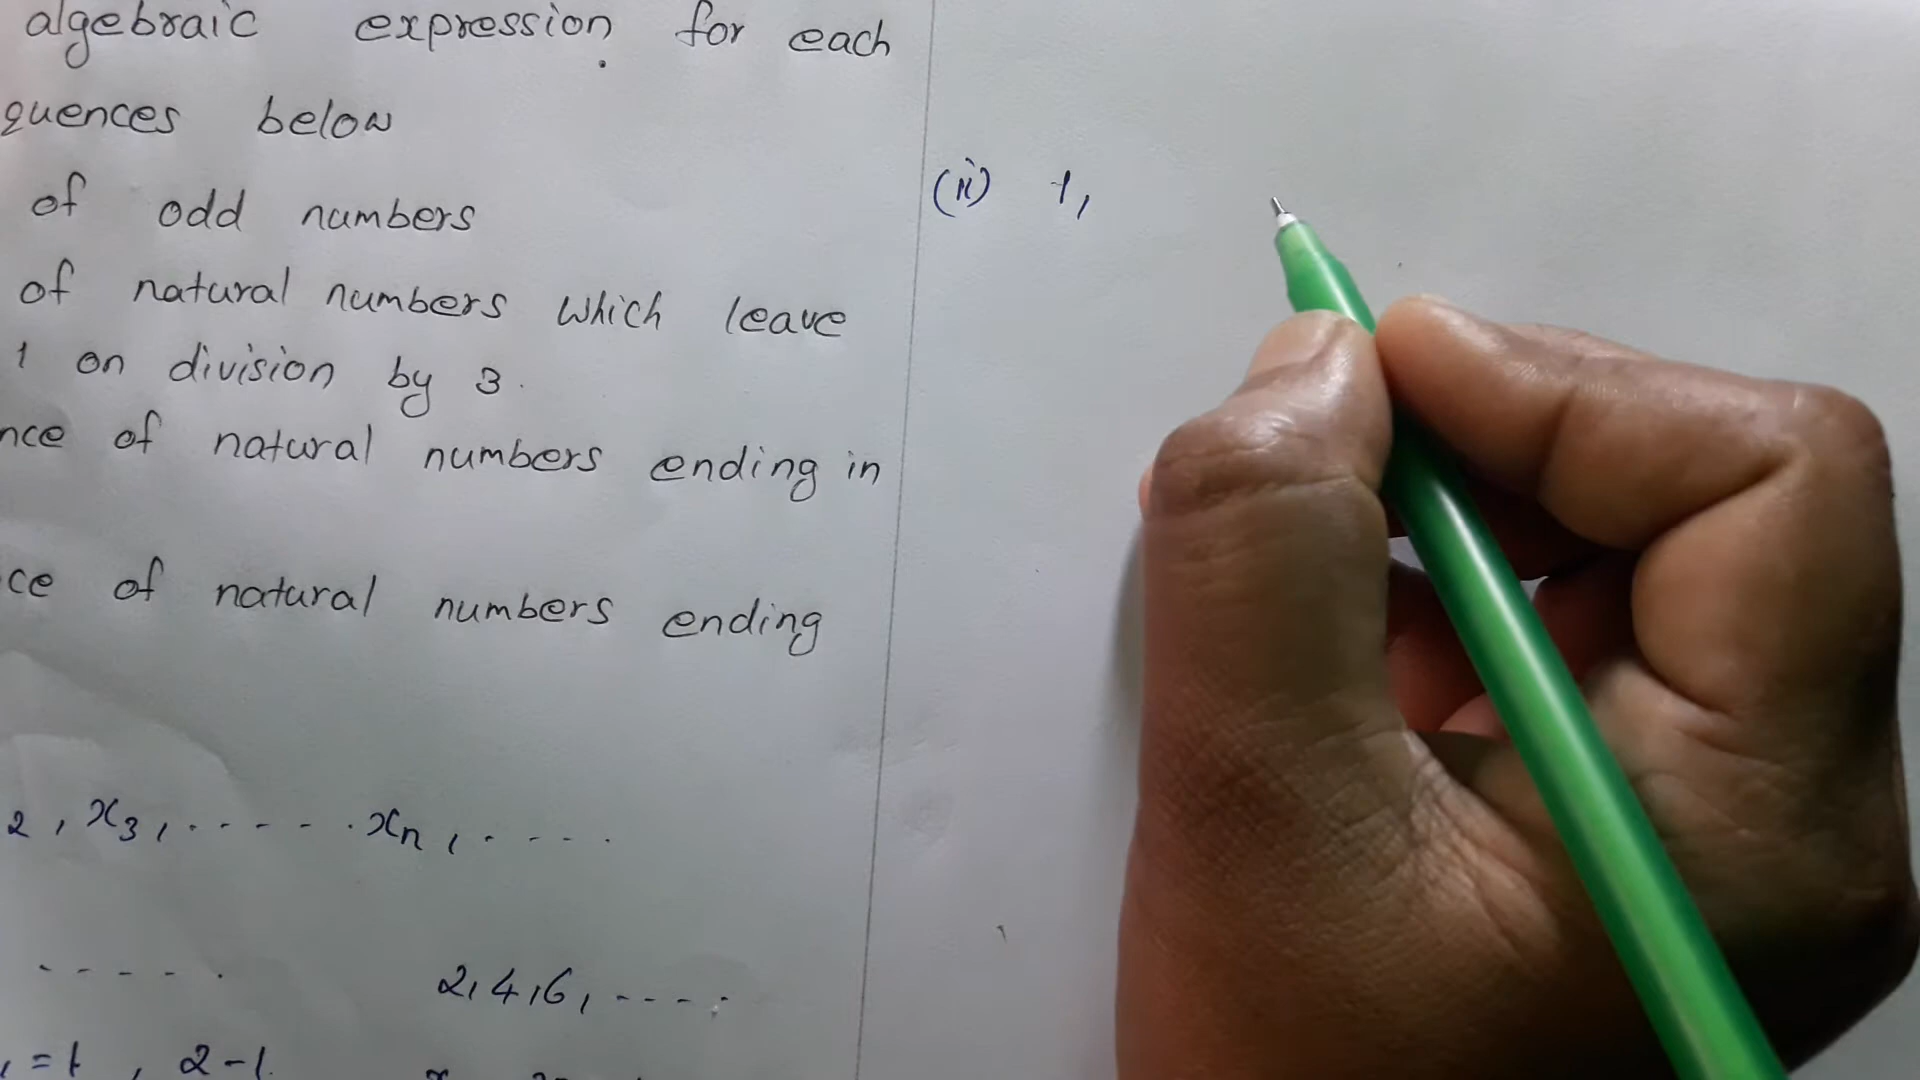 algebraic expression for each
quences below
of odd numbers
of natural numbers which leave
1 on division by 3.
nce of natural numbers ending in
ce of natural numbers ending
2, x₃, ...... xₙ, ....
.....
2, 4, 6, .....
= 1, 2-1
(ii) 1,